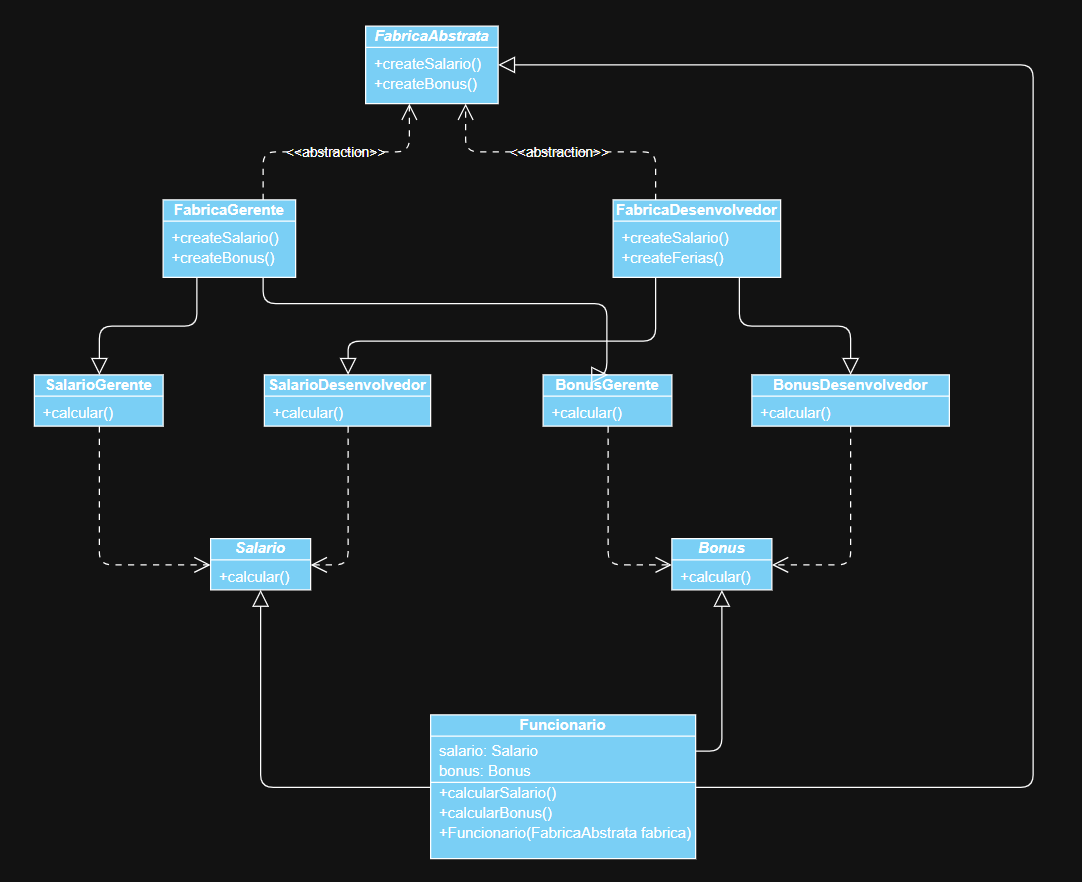 FabricaAbstrata
+createSalario()
+createBonus()
<<abstraction>>
<<abstraction>>
FabricaGerente
+createSalario()
+createBonus()
FabricaDesenvolvedor
+createSalario()
+createFerias()
SalarioGerente
+calcular()
SalarioDesenvolvedor
+calcular()
BonusGerente
+calcular()
BonusDesenvolvedor
+calcular()
Salario
+calcular()
Bonus
+calcular()
Funcionario
salario: Salario
bonus: Bonus
+calcularSalario()
+calcularBonus()
+Funcionario(FabricaAbstrata fabrica)